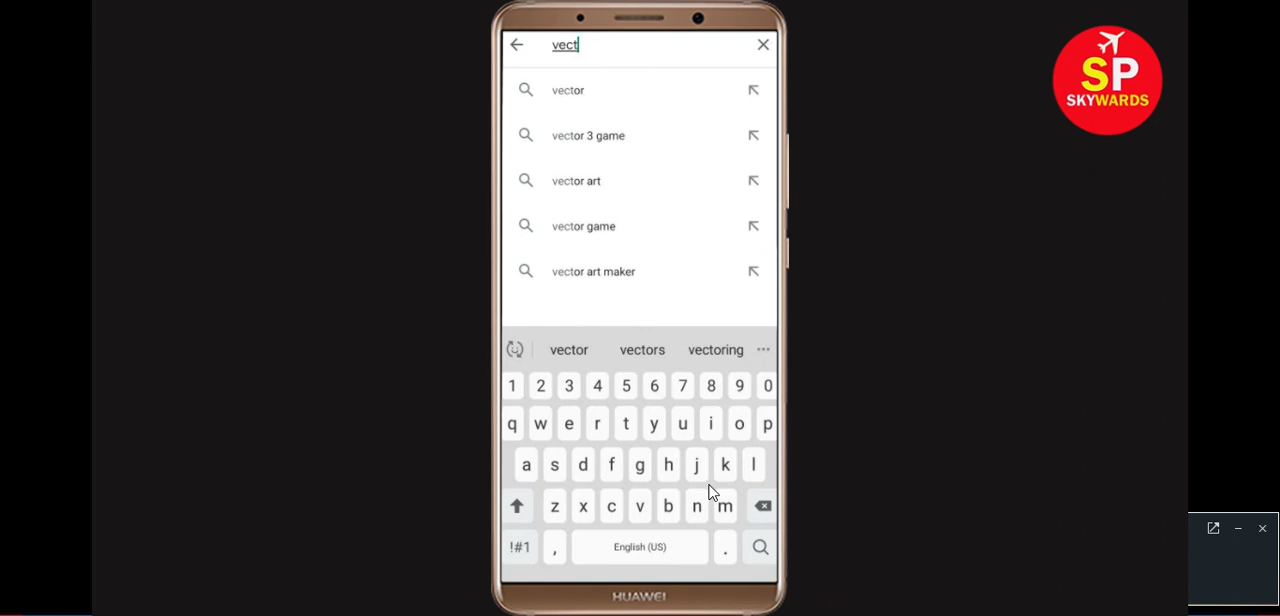 vect
vector
vector 3 game
vector art
vector game
vector art maker
vector vectors vectoring
1 2 3 4 5 6 7 8 9 0
q w e r t y u i o p
a s d f g h j k l
z x c v b n m
!#1 , English (US) .
HUAWEI
SP
SKYWARDS